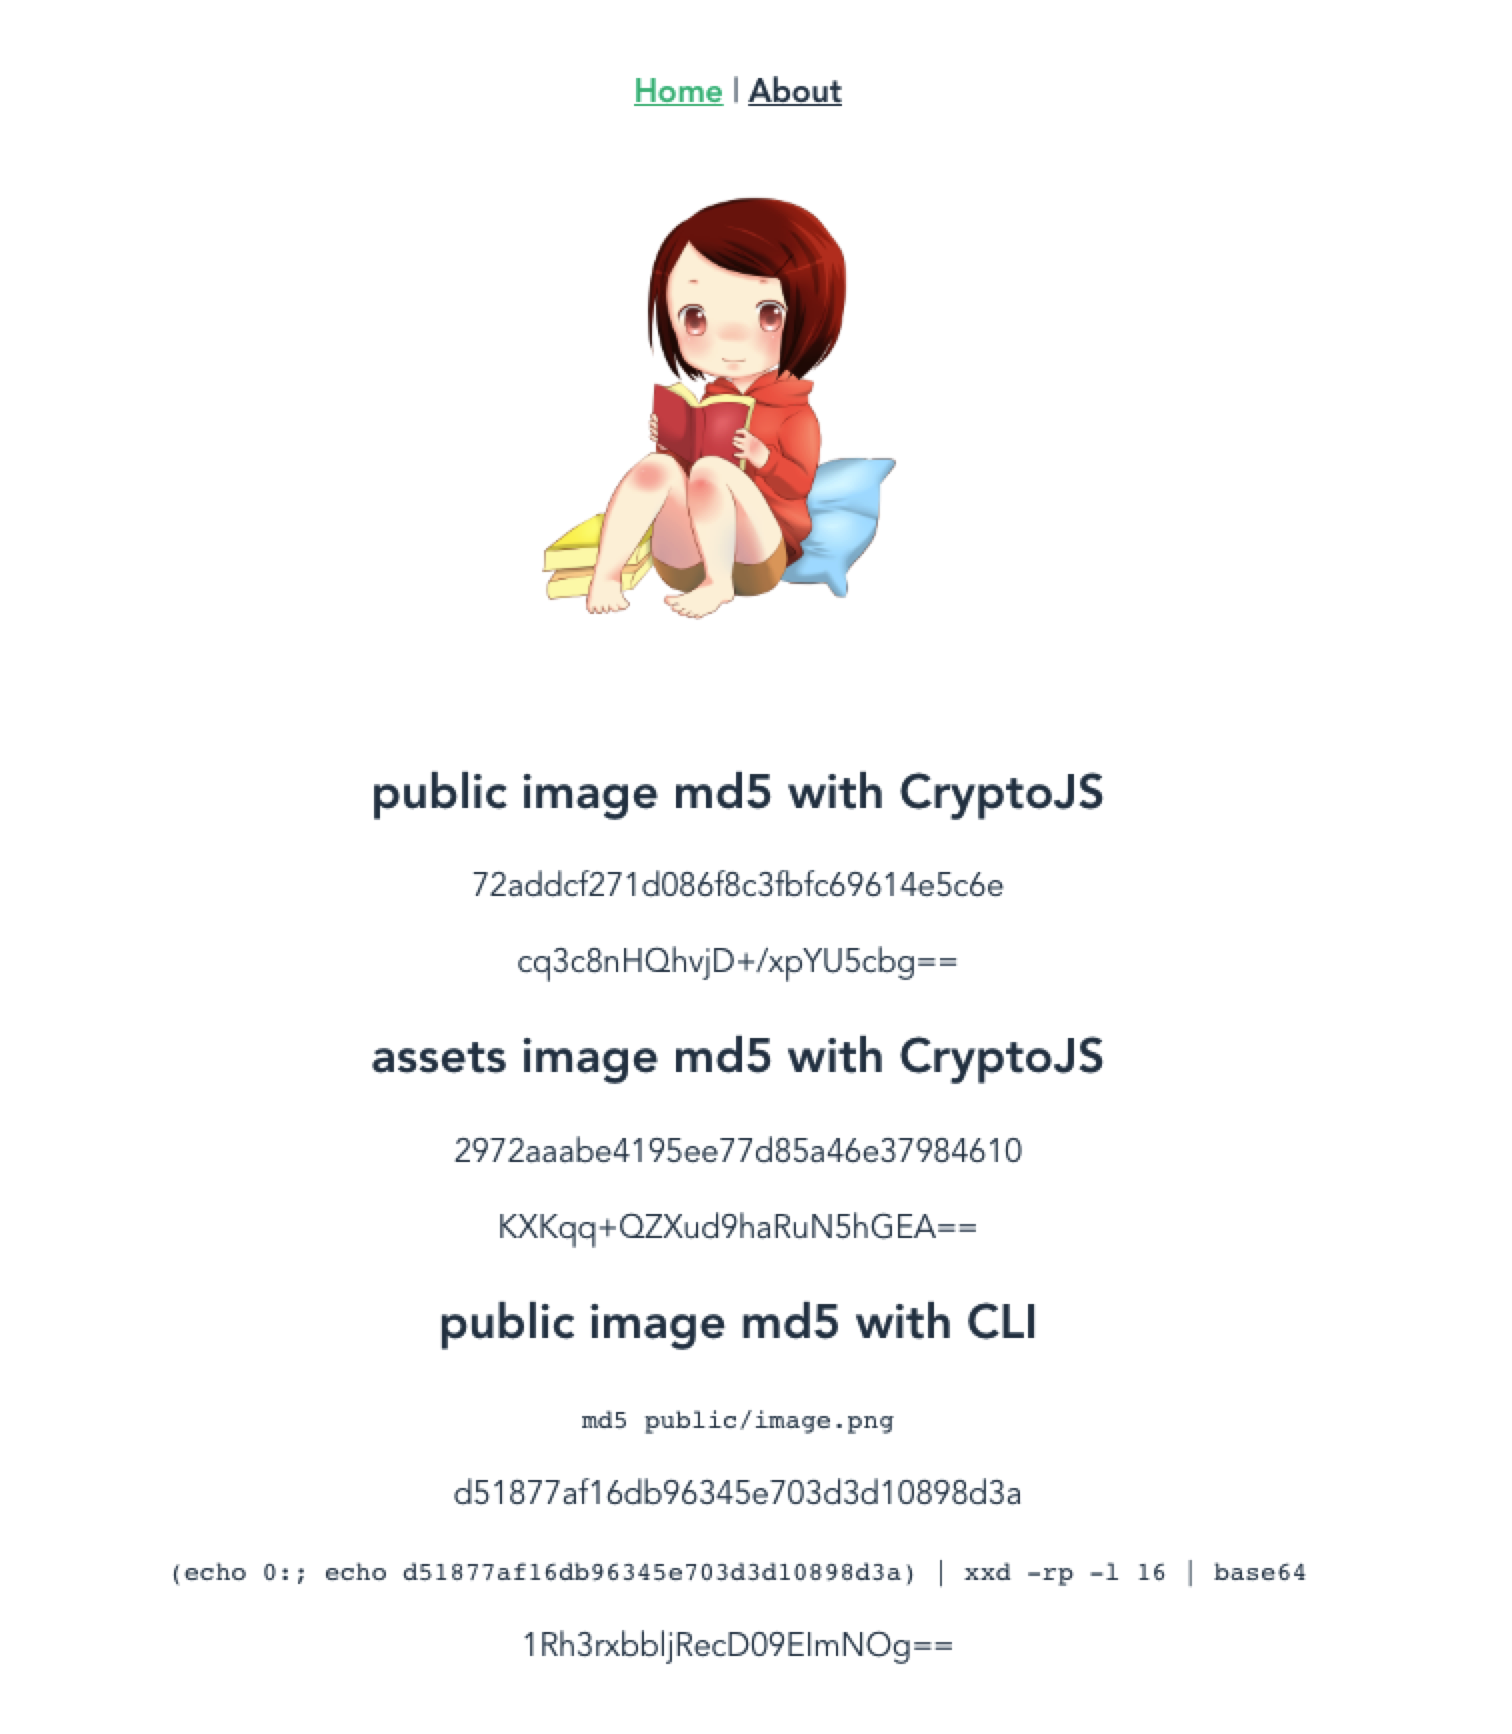 Home | About
public image md5 with CryptoJS
72addcf271d086f8c3fbfc69614e5c6e
cq3c8nHQhvjD+/xpYU5cbg==
assets image md5 with CryptoJS
2972aaabe4195ee77d85a46e37984610
KXKqq+QZXud9haRuN5hGEA==
public image md5 with CLI
md5 public/image.png
d51877af16db96345e703d3d10898d3a
(echo 0:; echo d51877af16db96345e703d3d10898d3a) | xxd -rp -l 16 | base64
1Rh3rxbbljRecD09EImNOg==